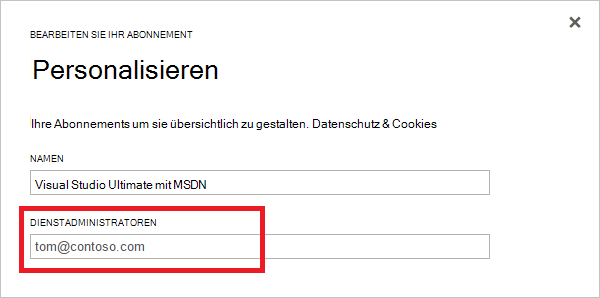 BEARBEITEN SIE IHR ABONNEMENT
Personalisieren
Ihre Abonnements um sie übersichtlich zu gestalten. Datenschutz & Cookies
NAMEN
Visual Studio Ultimate mit MSDN
DIENSTADMINISTRATOREN
tom@contoso.com